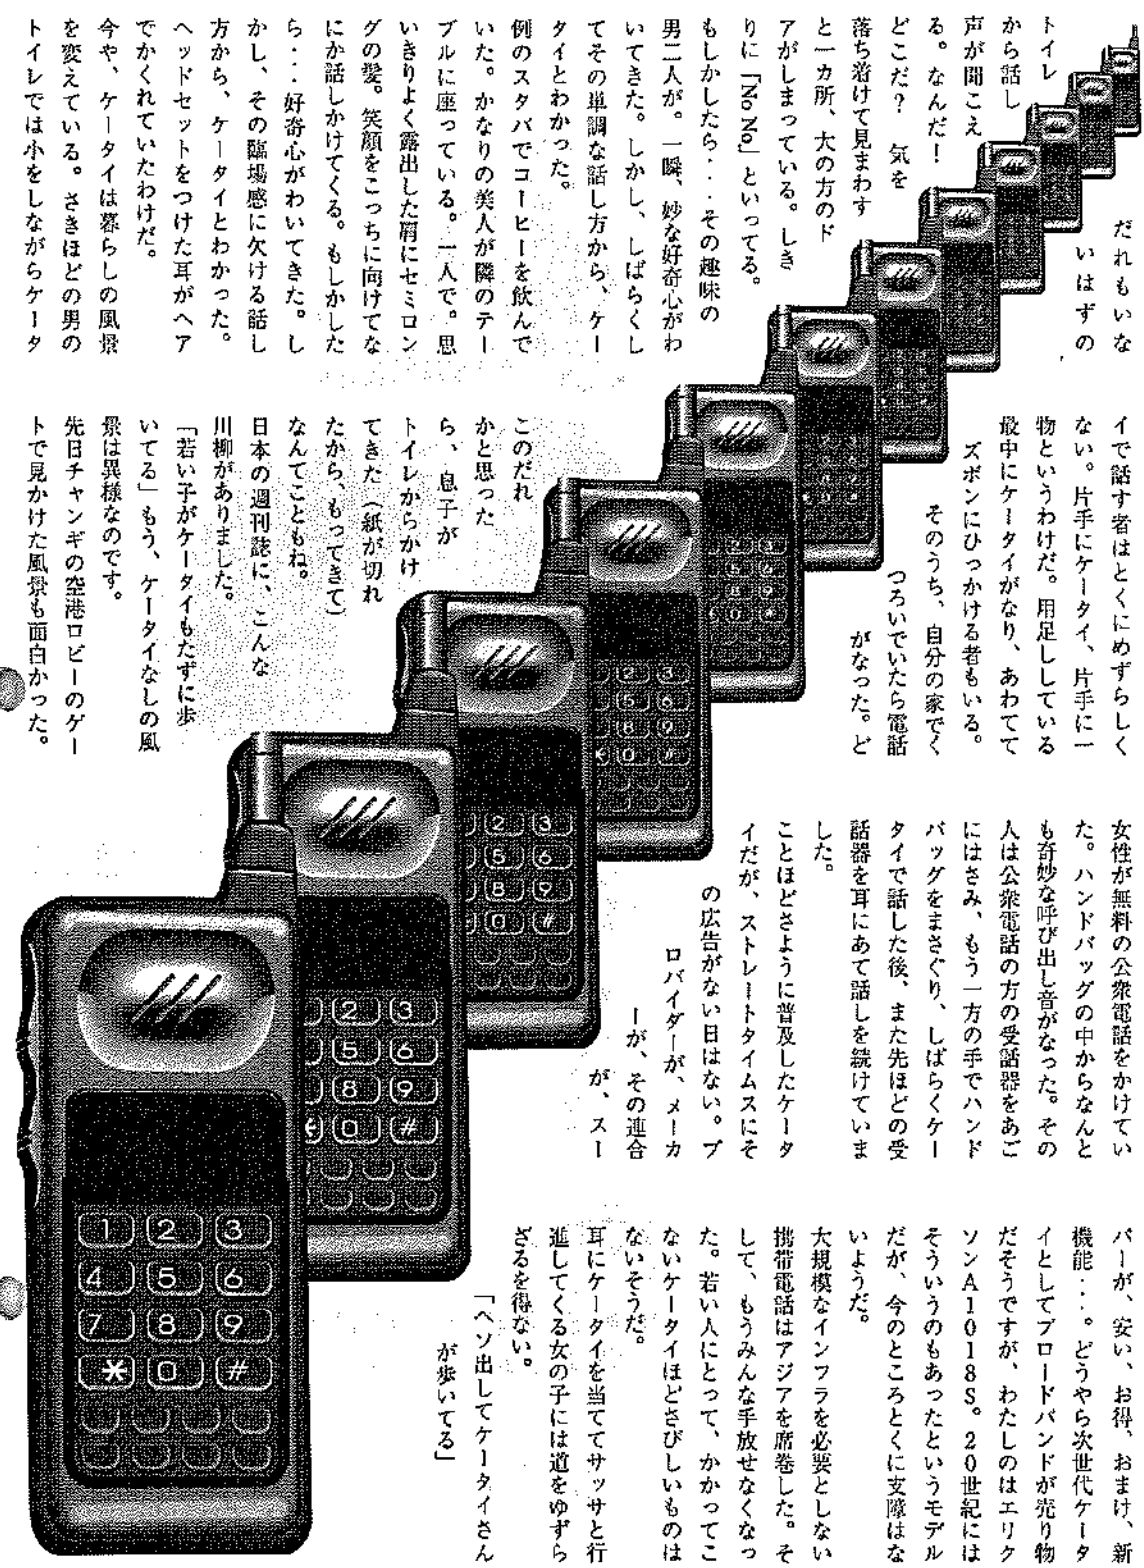 だれもいな
いはずの
トイレ
から話し
声が聞こえ
る。なんだ！
どこだ？　気を
落ち着けて見まわす
と一カ所、大の方のド
アがしまっている。しき
りに「No No」といってる。
もしかしたら・・・その趣味の
男二人が。一瞬、妙な好奇心がわ
いてきた。しかし、しばらくし
てその単調な話し方から、ケー
タイとわかった。
例のスタバでコーヒーを飲んで
いた。かなりの美人が隣のテー
ブルに座っている。一人で。思
いきりよく露出した肩にセミロン
グの髪。笑顔をこっちに向けてな
にか話しかけてくる。もしかした
ら・・・好奇心がわいてきた。し
かし、その臨場感に欠ける話し
方から、ケータイとわかった。
ヘッドセットをつけた耳がヘア
でかくれていたわけだ。
今や、ケータイは暮らしの風景
を変えている。さきほどの男の
トイレでは小をしながらケータ
イで話す者はとくにめずらしく
ない。片手にケータイ、片手に一
物というわけだ。用足ししている
最中にケータイがなり、あわてて
ズボンにひっかける者もいる。
そのうち、自分の家でく
つろいでいたら電話
がなった。ど
このだれ
かと思った
ら、息子が
トイレからかけ
てきた（紙が切れ
たから、もってきて）
なんてこともね。
日本の週刊誌に、こんな
川柳がありました。
「若い子がケータイもたずに歩
いてる」もう、ケータイなしの風
景は異様なのです。
先日チャンギの空港ロビーのゲー
トで見かけた風景も面白かった。
女性が無料の公衆電話をかけてい
た。ハンドバッグの中からなんと
も奇妙な呼び出し音がなった。その
人は公衆電話の方の受話器をあご
にはさみ、もう一方の手でハンド
バッグをまさぐり、しばらくケー
タイで話した後、また先ほどの受
話器を耳にあて話しを続けていま
した。
ことほどさように普及したケータ
イだが、ストレートタイムスにそ
の広告がない日はない。プ
ロバイダーが、メーカ
ーが、その連合
が、スー
パーが、安い、お得、おまけ、新
機能・・・。どうやら次世代ケータ
イとしてブロードバンドが売り物
だそうですが、わたしのはエリク
ソンA1018S。20世紀には
そういうのもあったというモデル
だが、今のところとくに支障はな
いようだ。
大規模なインフラを必要としない
携帯電話はアジアを席巻した。そ
して、もうみんな手放せなくなっ
た。若い人にとって、かかってこ
ないケータイほどさびしいものは
ないそうだ。
耳にケータイを当ててサッサと行
進してくる女の子には道をゆずら
ざるを得ない。
「ヘソ出してケータイさん
が歩いてる」
1 2 3
4 5 6
7 8 9
* 0 #